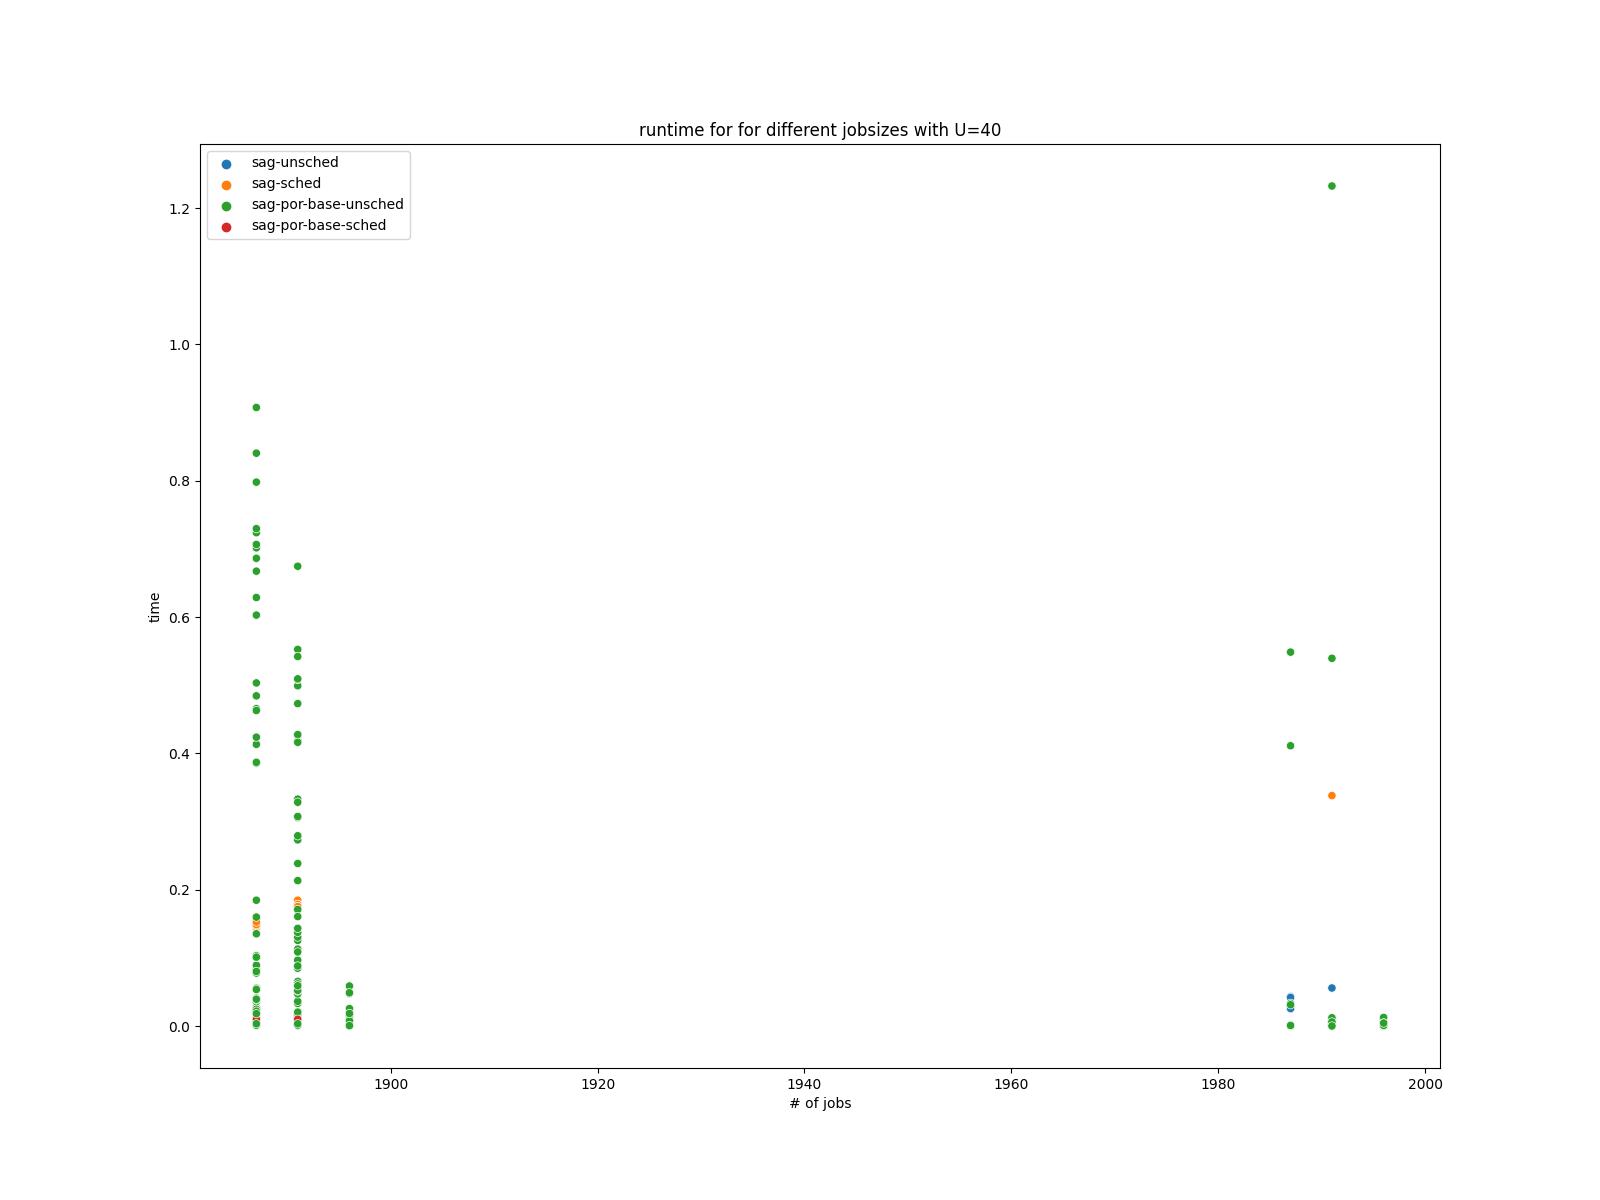 runtime for for different jobsizes with U=40
sag-unsched
sag-sched
sag-por-base-unsched
sag-por-base-sched
1.2
1.0
0.8
0.6
0.4
0.2
0.0
time
1900 1920 1940 1960 1980 2000
# of jobs